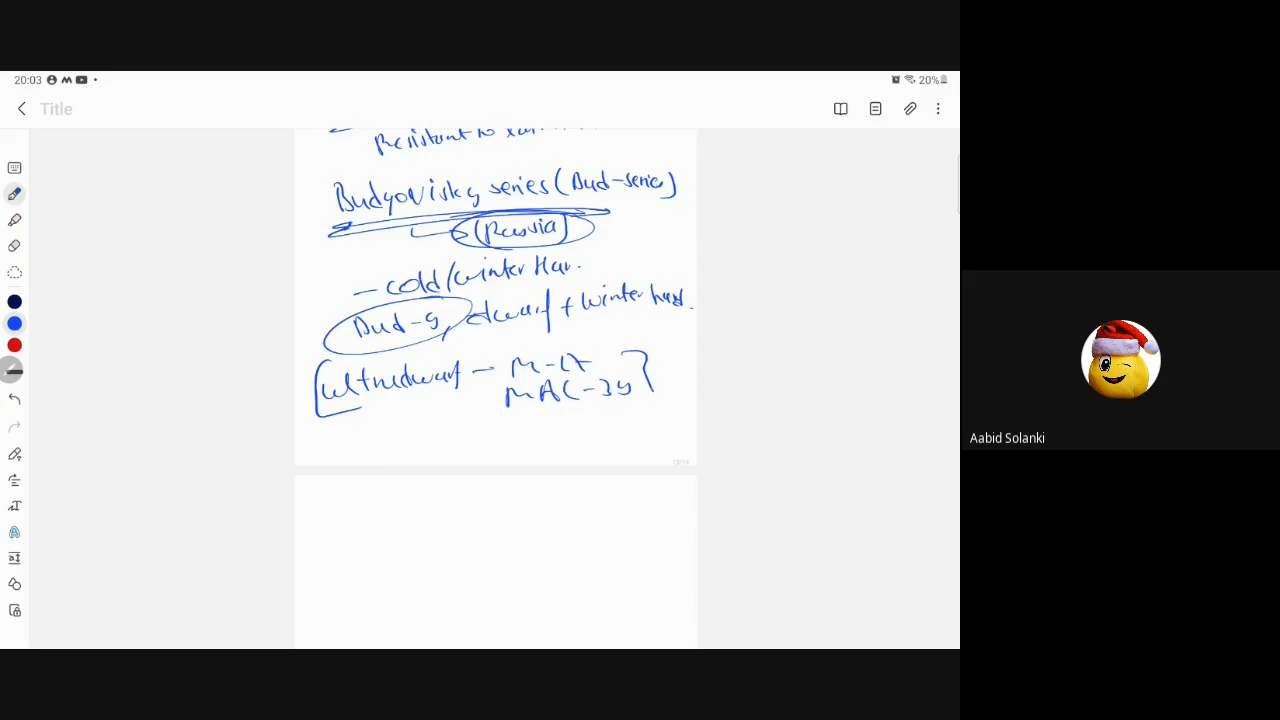 20:03
20%
Title
Resistant to
Budgoviskg series (Bud-series)
(Russia)
- cold/winter Har.
Bud-9, dwarf + winter hard.
ultradwarf - M-27
MAC-39
Aabid Solanki